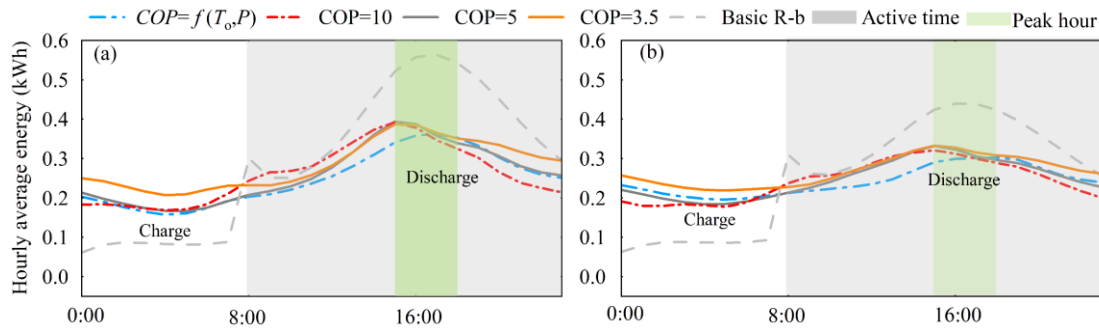 COP=f(Tₒ,P) COP=10 COP=5 COP=3.5 Basic R-b Active time Peak hour
Hourly average energy (kWh)
(a)
0.6
0.5
0.4
0.3
0.2
0.1
0.0
Charge
Discharge
0:00 8:00 16:00
(b)
0.6
0.5
0.4
0.3
0.2
0.1
0.0
Charge
Discharge
0:00 8:00 16:00